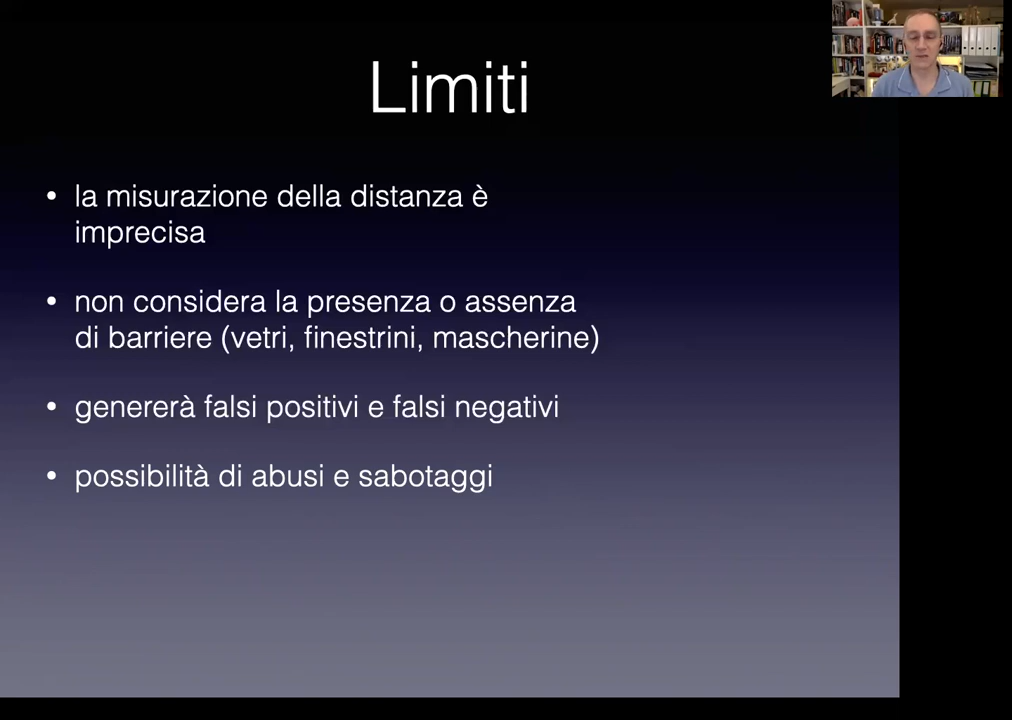 Limiti
• la misurazione della distanza è
imprecisa
• non considera la presenza o assenza
di barriere (vetri, finestrini, mascherine)
• genererà falsi positivi e falsi negativi
• possibilità di abusi e sabotaggi